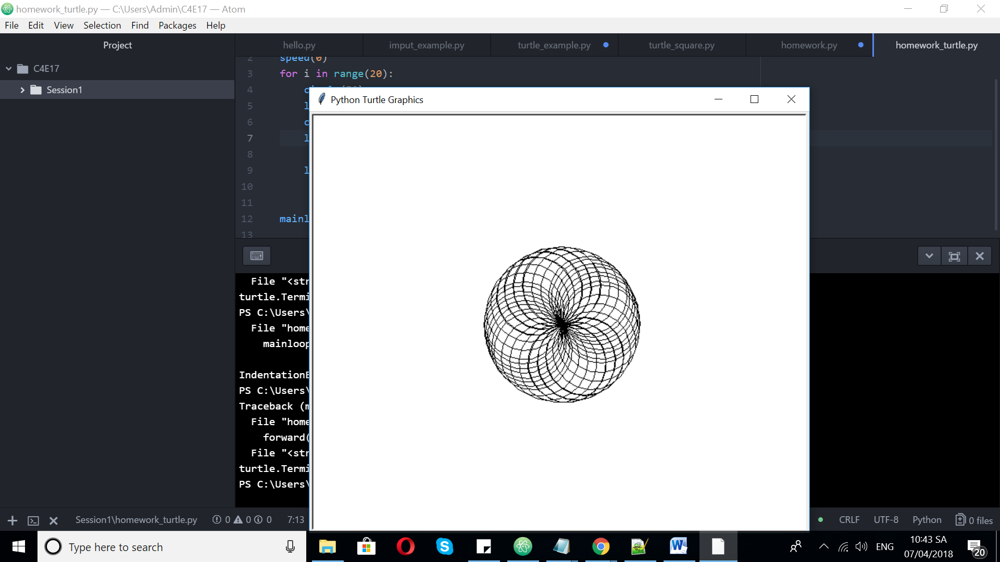 homework_turtle.py — C:\Users\Admin\C4E17 — Atom
File Edit View Selection Find Packages Help
Project
hello.py imput_example.py turtle_example.py turtle_square.py homework.py homework_turtle.py
C4E17
Session1
2 speed(0)
3 for i in range(20):
4 c
5 l
6 c
7 l
8
9 l
10
11
12 mainl
13
Python Turtle Graphics
File "<str
turtle.Termi
PS C:\Users\
File "home
mainloop
IndentationE
PS C:\Users\
Traceback (m
File "home
forward(
File "<str
turtle.Termi
PS C:\Users\
Session1\homework_turtle.py 0 0 0 7:13 CRLF UTF-8 Python 0 files
Type here to search
ENG
10:43 SA
07/04/2018
20